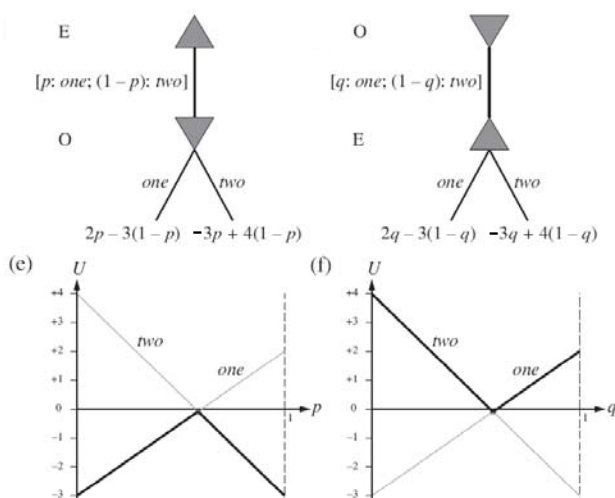 E
[p: one; (1 – p): two]
O
one
two
2p – 3(1 – p)
–3p + 4(1 – p)
O
[q: one; (1 – q): two]
E
one
two
2q – 3(1 – q)
–3q + 4(1 – q)
(e)
U
+4
+3
+2
+1
0
–1
–2
–3
two
one
1
p
(f)
U
+4
+3
+2
+1
0
–1
–2
–3
two
one
1
q